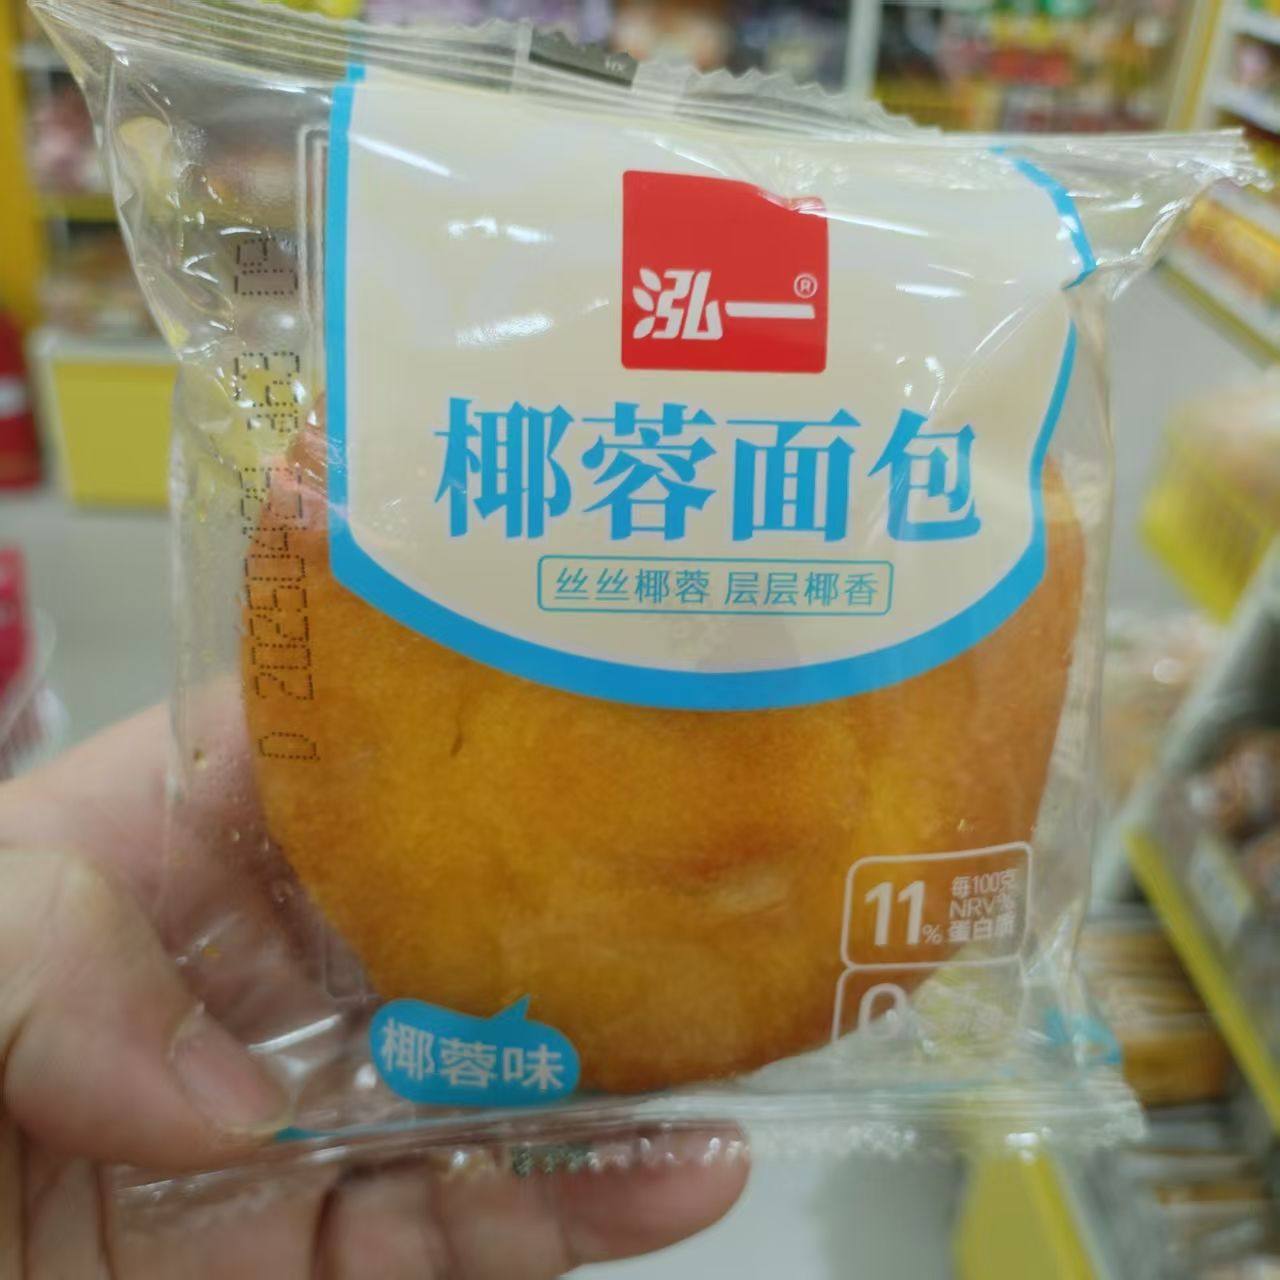 泓一®
椰蓉面包
丝丝椰蓉 层层椰香
11%
每100克
NRV%
蛋白质
0
椰蓉味